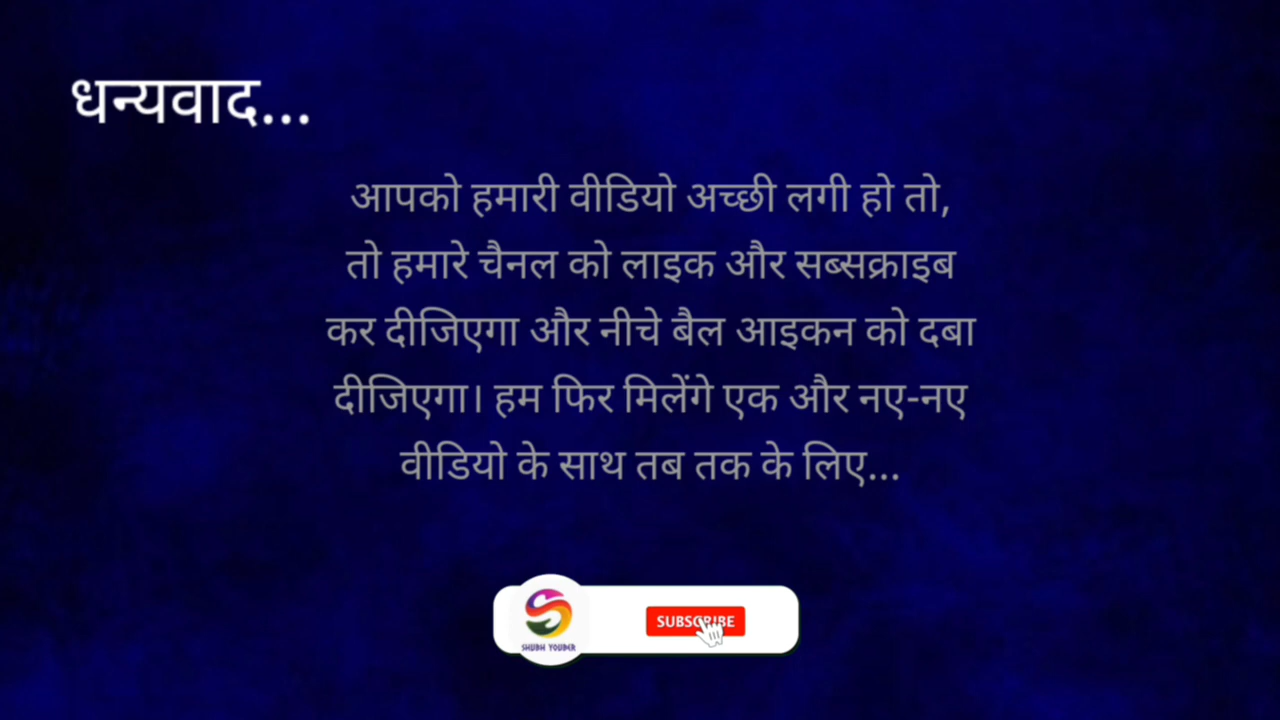 धन्यवाद...
आपको हमारी वीडियो अच्छी लगी हो तो,
तो हमारे चैनल को लाइक और सब्सक्राइब
कर दीजिएगा और नीचे बैल आइकन को दबा
दीजिएगा। हम फिर मिलेंगे एक और नए-नए
वीडियो के साथ तब तक के लिए...
SUBSCRIBE
SHUBH